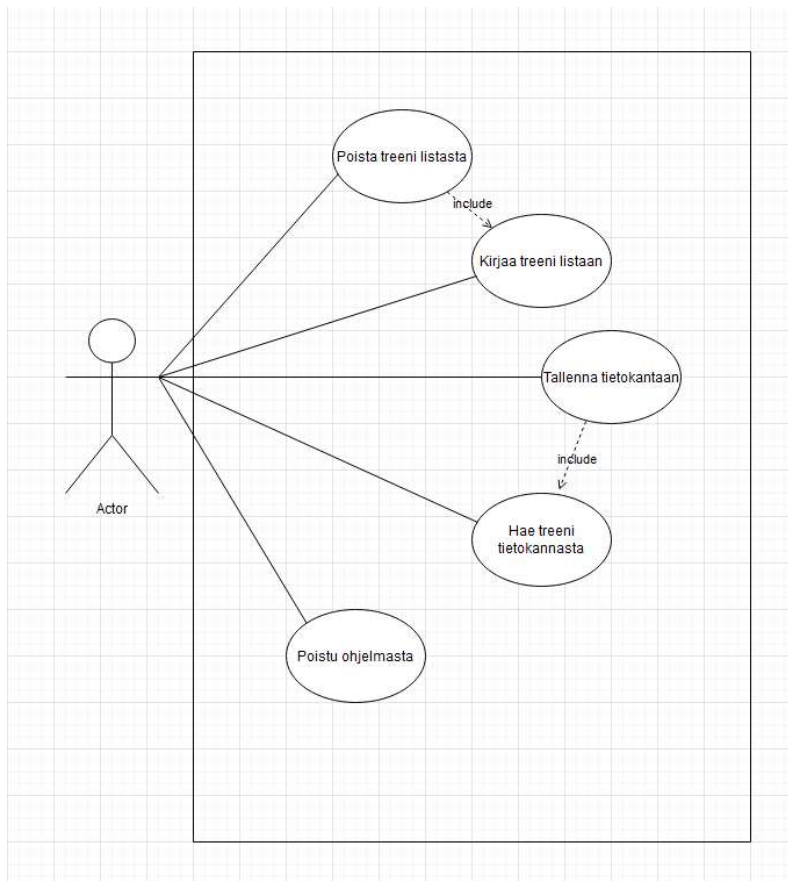 Poista treeni listasta
include
Kirjaa treeni listaan
Tallenna tietokantaan
include
Actor
Hae treeni
tietokannasta
Poistu ohjelmasta